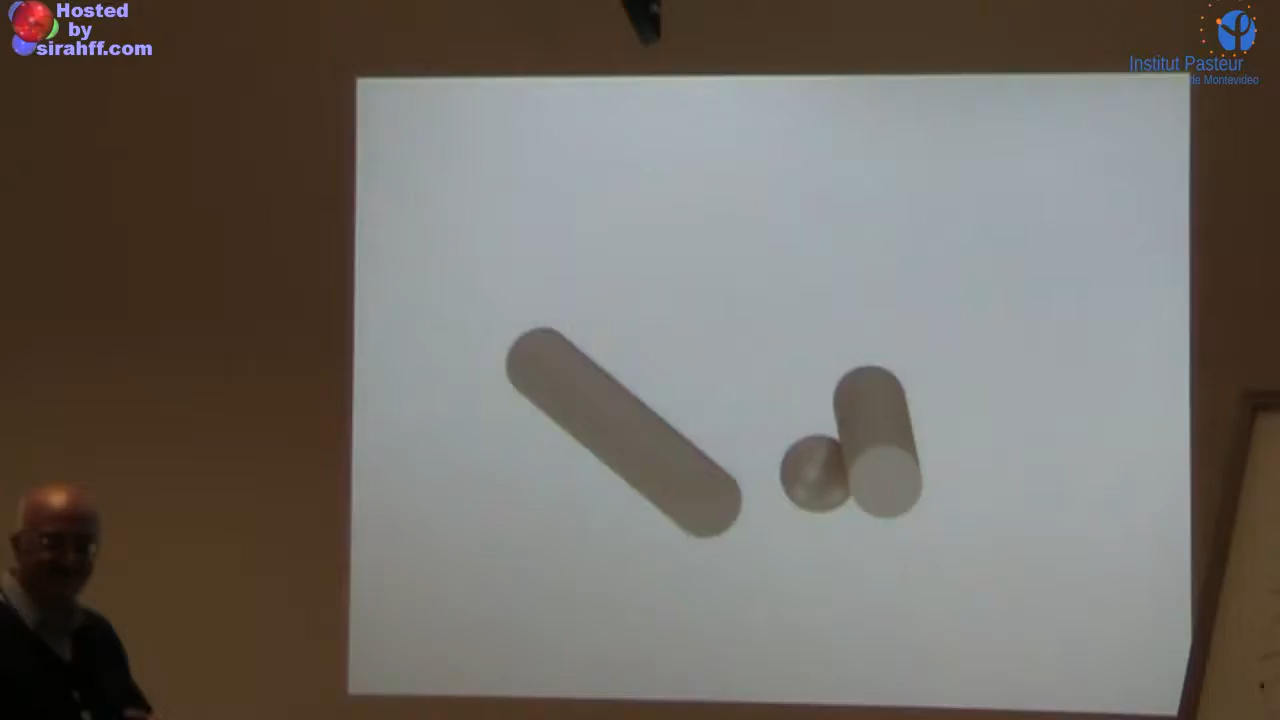 Hosted
by
sirahff.com
Institut Pasteur
de Montevideo